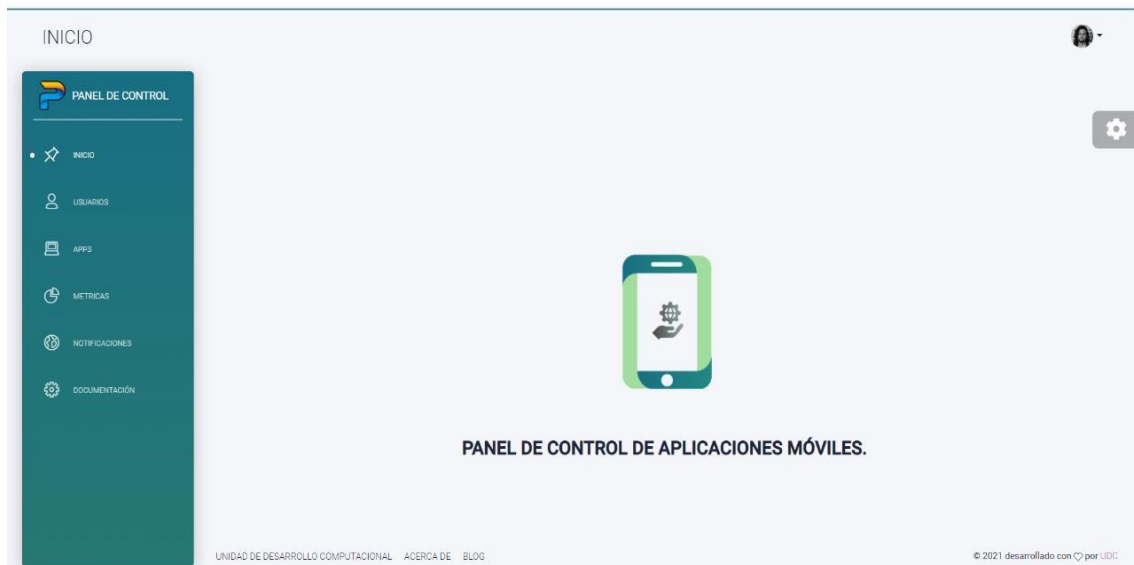 INICIO
PANEL DE CONTROL
INICIO
USUARIOS
APPS
METRICAS
NOTIFICACIONES
DOCUMENTACIÓN
PANEL DE CONTROL DE APLICACIONES MÓVILES.
UNIDAD DE DESARROLLO COMPUTACIONAL ACERCA DE BLOG
© 2021 desarrollado con ♡ por UDC